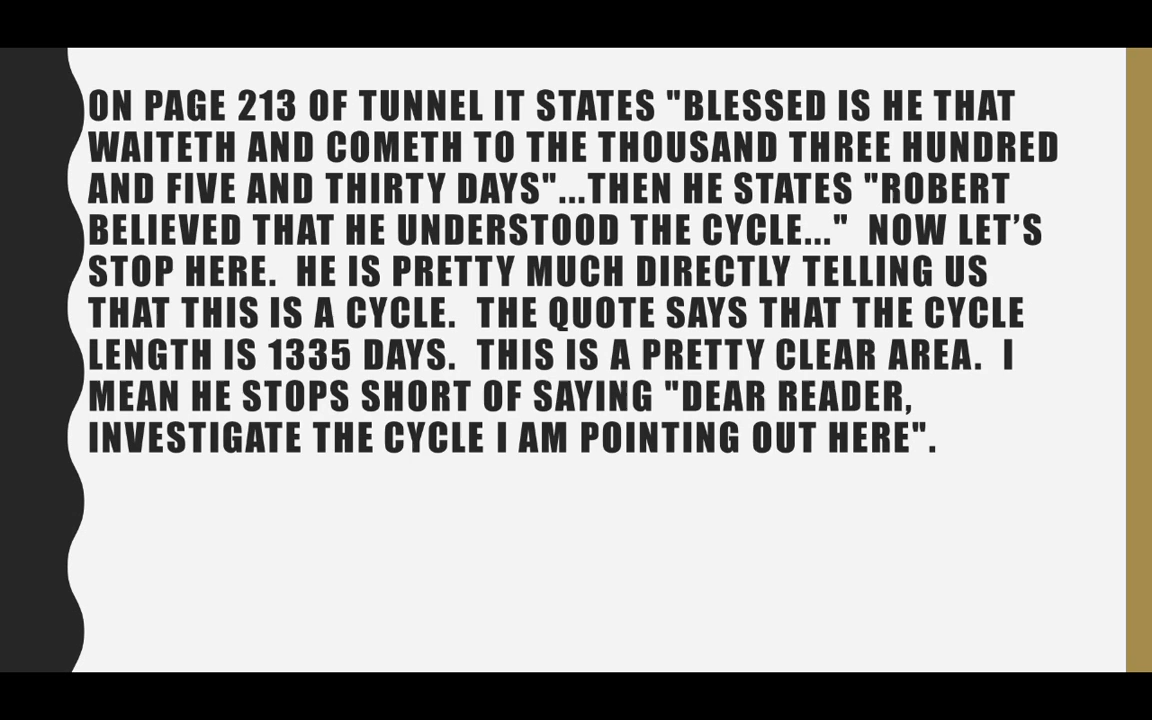 ON PAGE 213 OF TUNNEL IT STATES "BLESSED IS HE THAT
WAITETH AND COMETH TO THE THOUSAND THREE HUNDRED
AND FIVE AND THIRTY DAYS"...THEN HE STATES "ROBERT
BELIEVED THAT HE UNDERSTOOD THE CYCLE..." NOW LET’S
STOP HERE. HE IS PRETTY MUCH DIRECTLY TELLING US
THAT THIS IS A CYCLE. THE QUOTE SAYS THAT THE CYCLE
LENGTH IS 1335 DAYS. THIS IS A PRETTY CLEAR AREA. I
MEAN HE STOPS SHORT OF SAYING "DEAR READER,
INVESTIGATE THE CYCLE I AM POINTING OUT HERE".